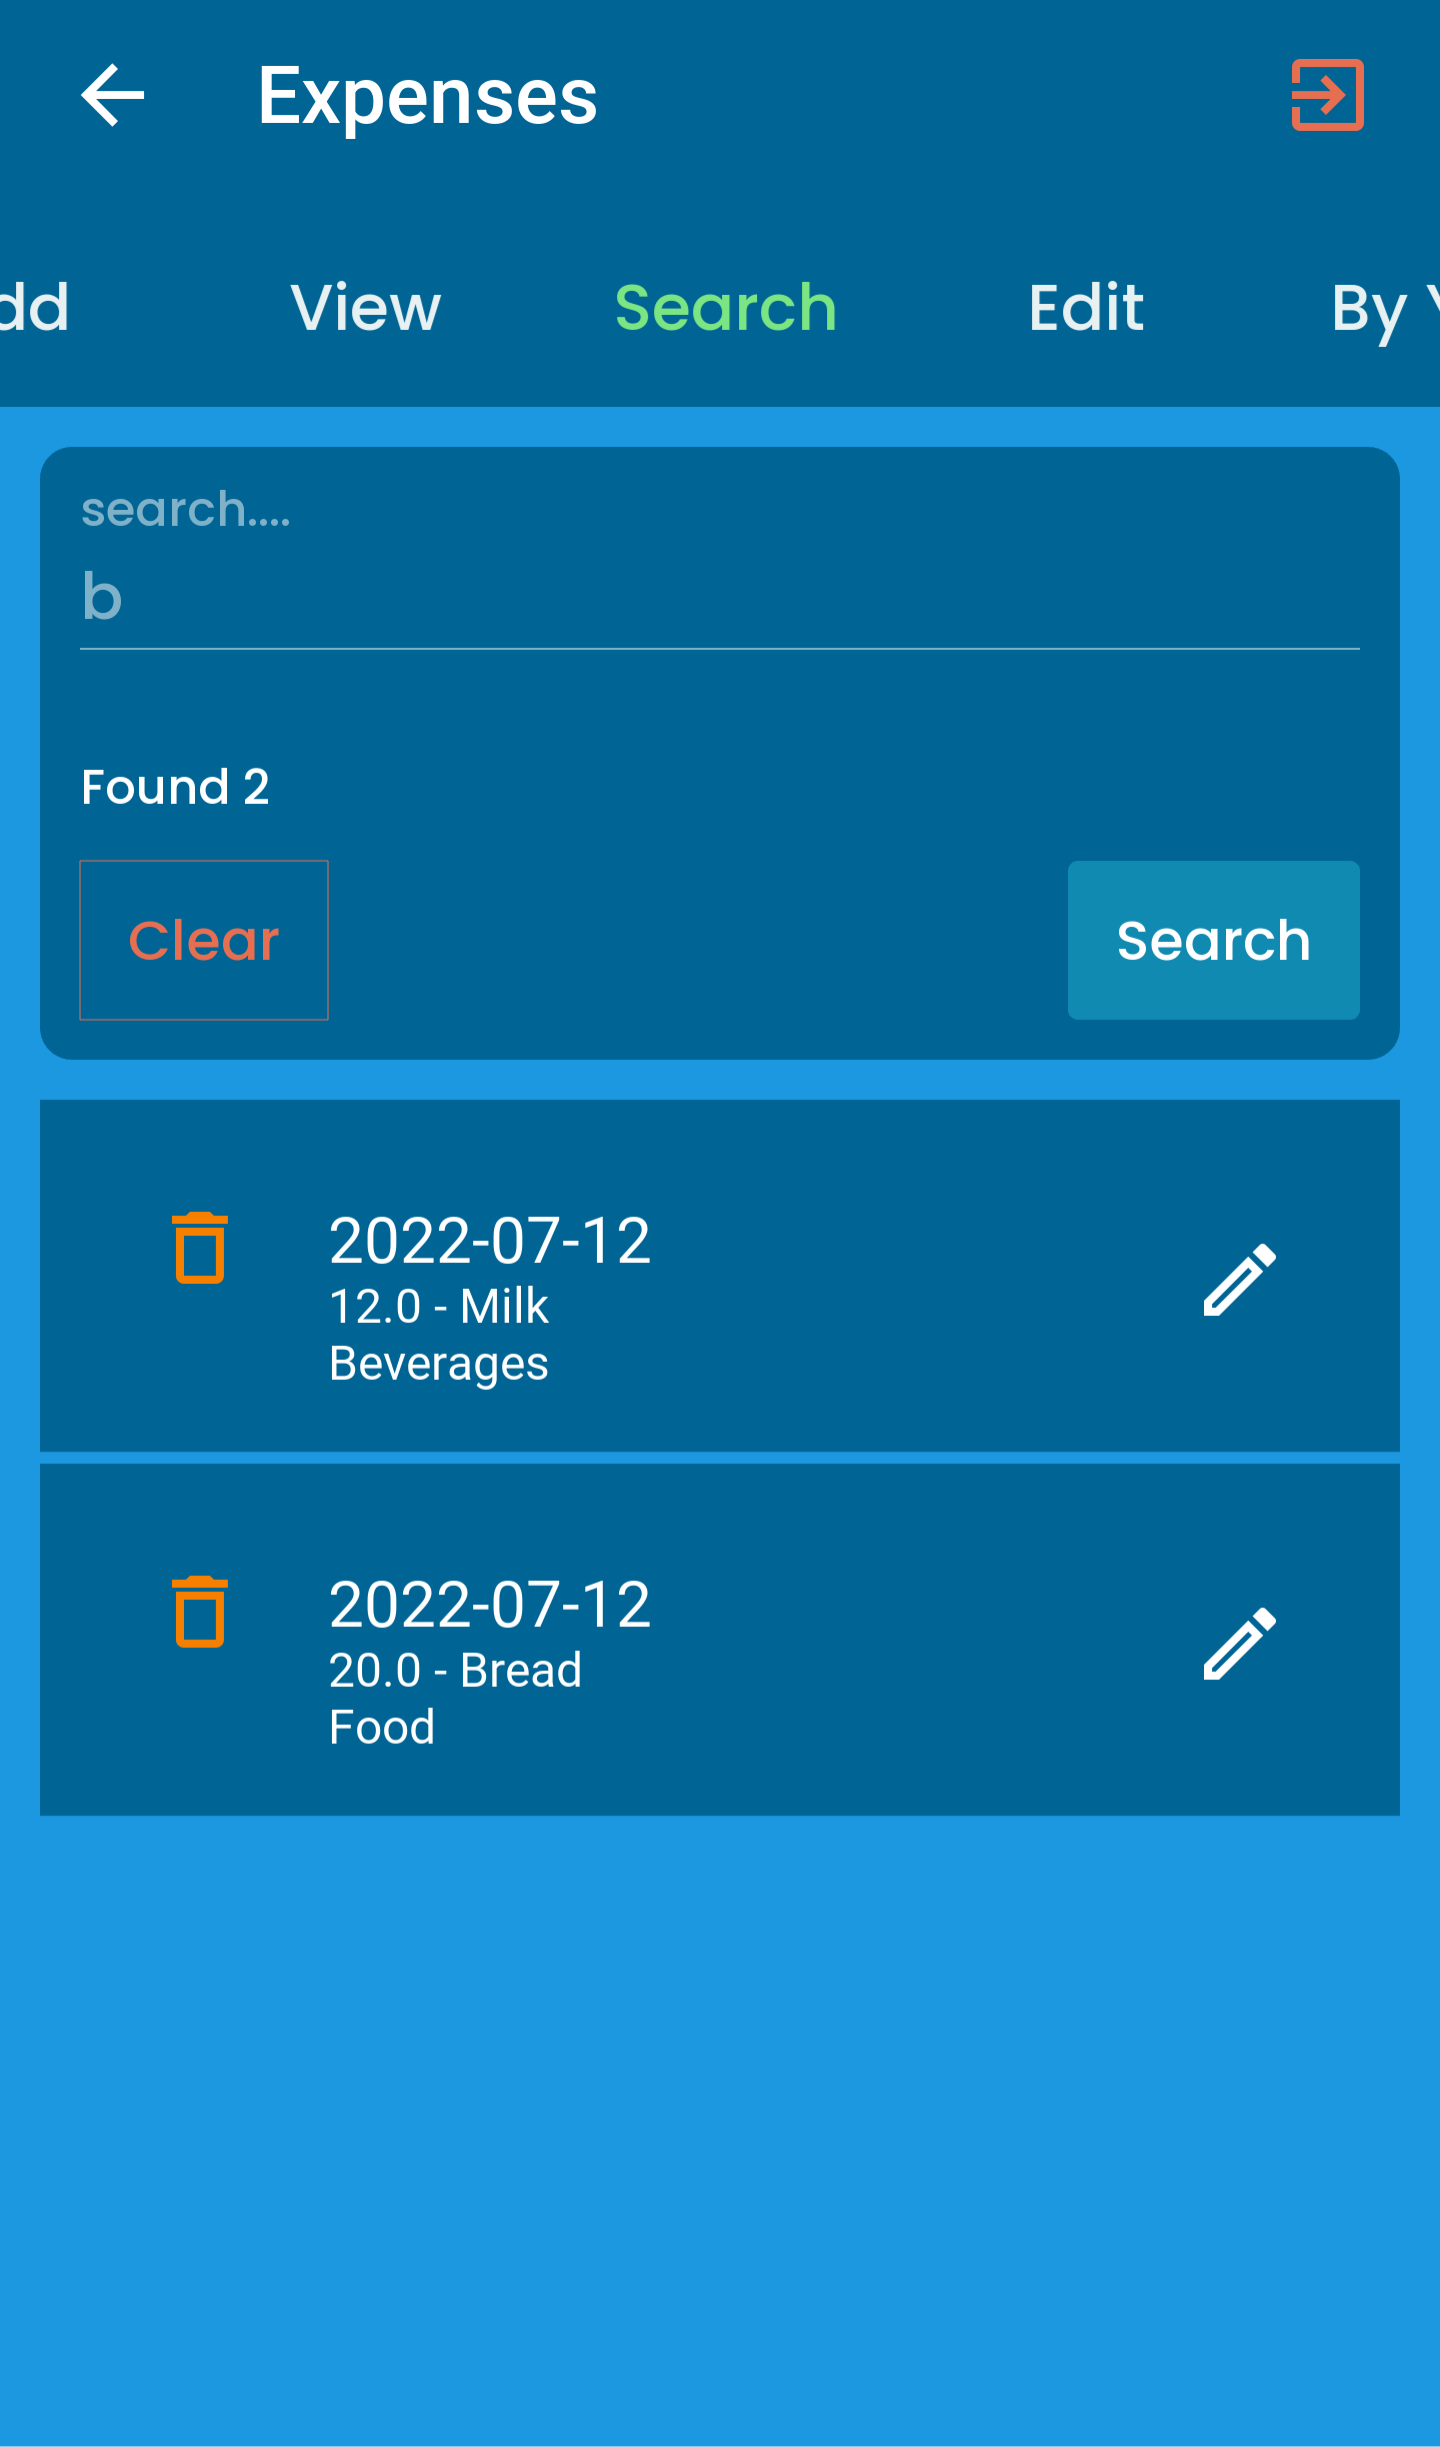 Expenses
dd View Search Edit By
search....
b
Found 2
Clear Search
2022-07-12
12.0 - Milk
Beverages
2022-07-12
20.0 - Bread
Food